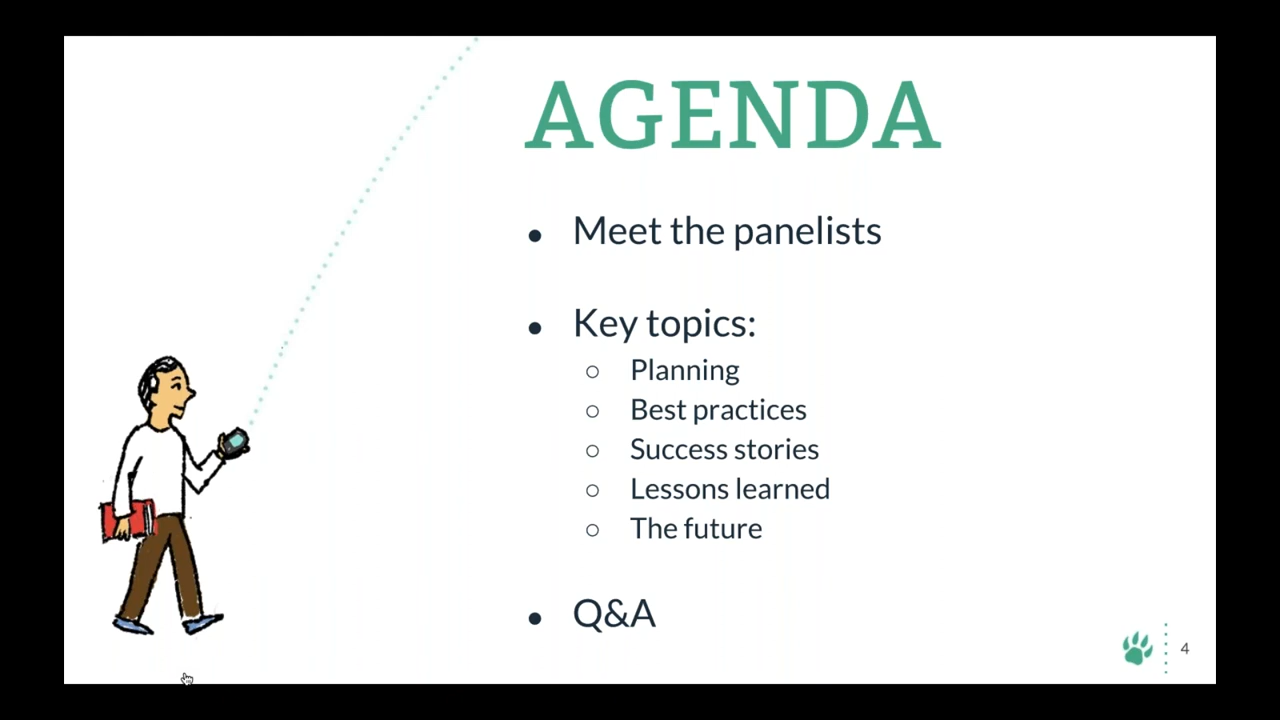 AGENDA
● Meet the panelists
● Key topics:
○ Planning
○ Best practices
○ Success stories
○ Lessons learned
○ The future
● Q&A
4